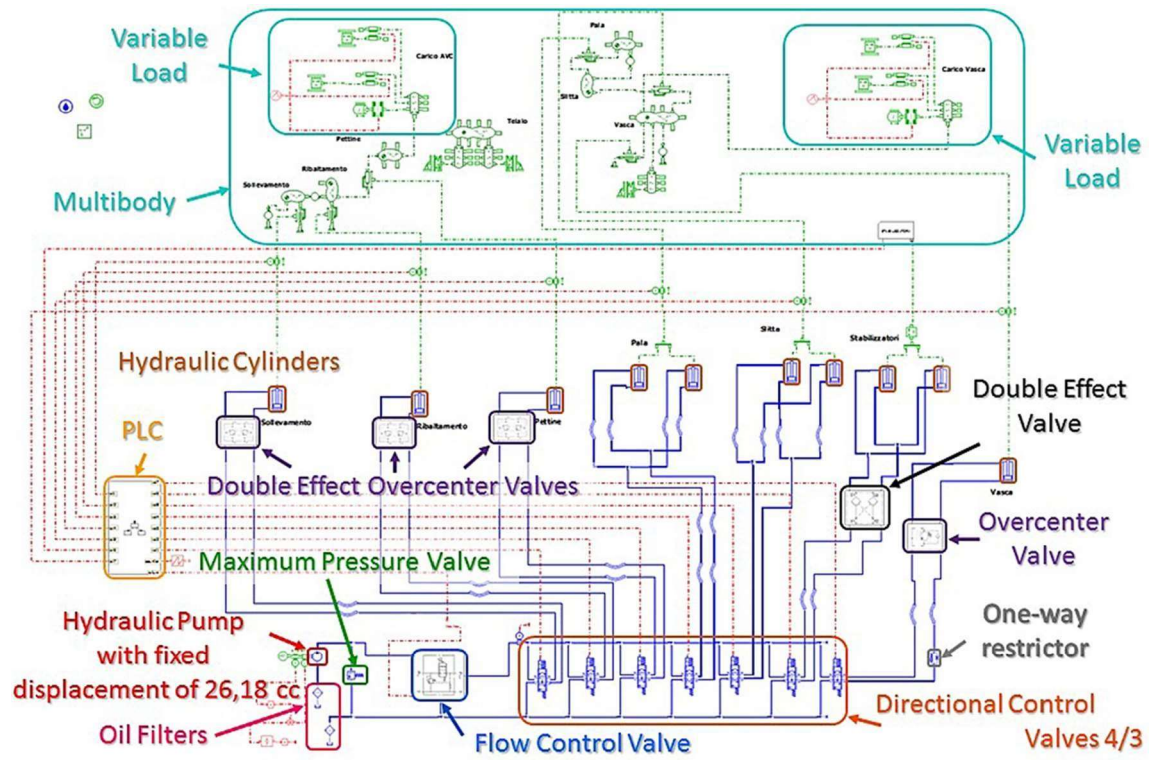 Variable
Load
Carico AVC
Pettine
Telaio
Ribaltamento
Sollevamento
Multibody
Pala
Slitta
Vasca
Carico Vasca
Variable
Load
Hydraulic Cylinders
Pala
Slitta
Stabilizzatori
Double Effect
Valve
PLC
Sollevamento
Ribaltamento
Pettine
Vasca
Double Effect Overcenter Valves
Overcenter
Valve
Maximum Pressure Valve
One-way
restrictor
Hydraulic Pump
with fixed
displacement of 26,18 cc
Oil Filters
Flow Control Valve
Directional Control
Valves 4/3